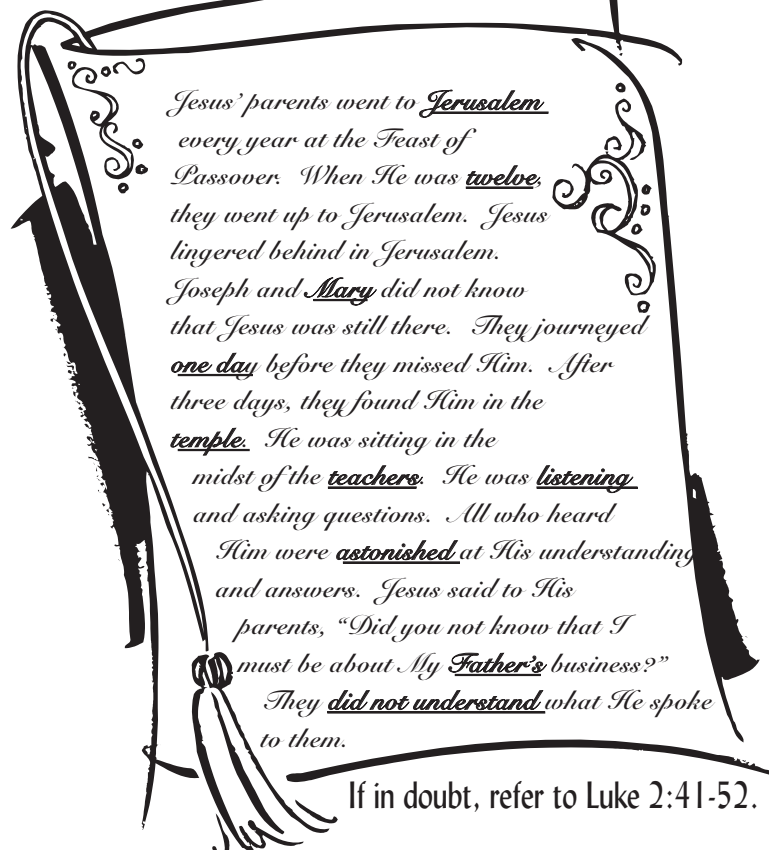 Jesus' parents went to Jerusalem
every year at the Feast of
Passover. When He was twelve,
they went up to Jerusalem. Jesus
lingered behind in Jerusalem.
Joseph and Mary did not know
that Jesus was still there. They journeyed
one day before they missed Him. After
three days, they found Him in the
temple. He was sitting in the
midst of the teachers. He was listening
and asking questions. All who heard
Him were astonished at His understanding
and answers. Jesus said to His
parents, “Did you not know that I
must be about My Father's business?”
They did not understand what He spoke
to them.
If in doubt, refer to Luke 2:41-52.